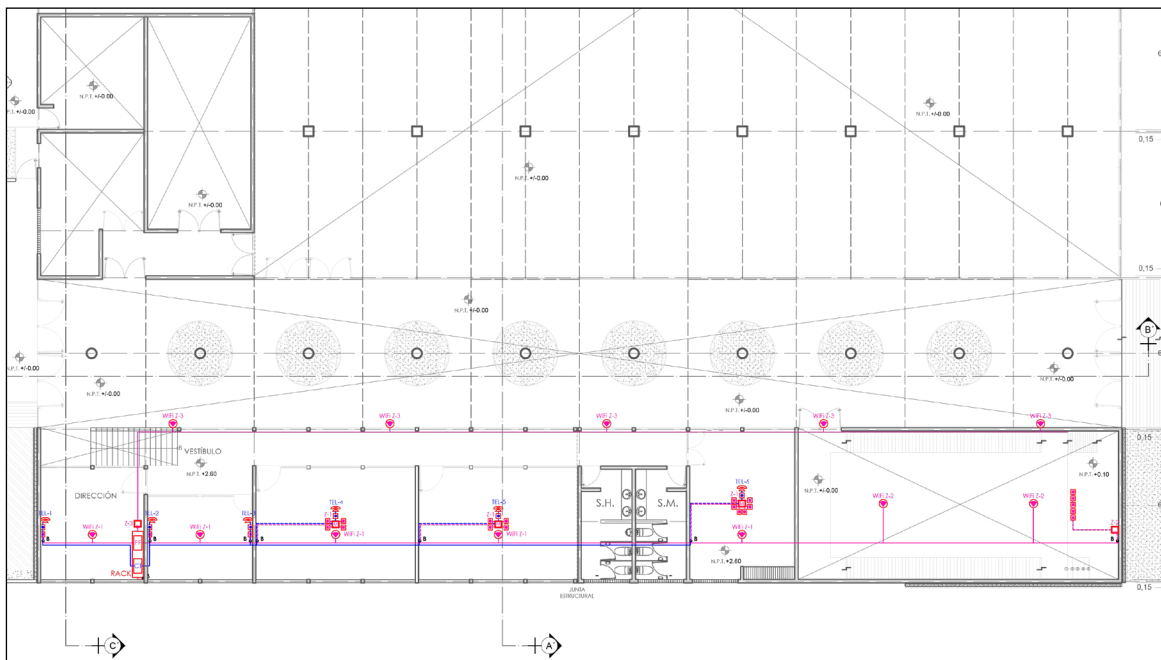 N.P.T. +/-0.00
N.P.T. +/-0.00
N.P.T. +/-0.00
0,15
N.P.T. +/-0.00
N.P.T. +/-0.00
0,15
N.P.T. +/-0.00
B'
N.P.T. +/-0.00
N.P.T. +/-0.00
N.P.T. +/-0.00
N.P.T. +/-0.00
WiFi Z-3
WiFi Z-3
WiFi Z-3
WiFi Z-3
WiFi Z-3
0,15
VESTÍBULO
N.P.T. +2.60
N.P.T. +/-0.00
N.P.T. +0.10
DIRECCIÓN
TEL-4
TEL-5
S.H.
S.M.
TEL-6
WiFi Z-2
WiFi Z-2
TEL-1
TEL-2
WiFi Z-1
WiFi Z-1
WiFi Z-1
WiFi Z-1
WiFi Z-1
B
B
B
B
B
B
B
N.P.T. +2.60
RACK
0,15
JUNTA
ESTRUCTURAL
C'
A'